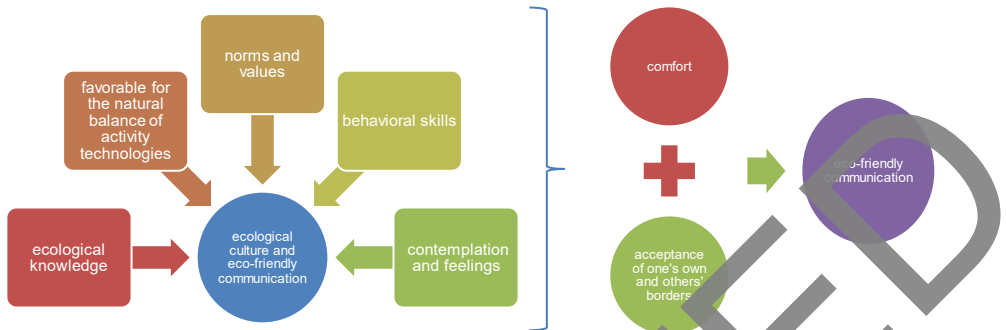 norms and
values
favorable for
the natural
balance of
activity
technologies
behavioral skills
ecological
knowledge
ecological
culture and
eco-friendly
communication
contemplation
and feelings
comfort
acceptance
of one's own
and others'
borders
eco-friendly
communication